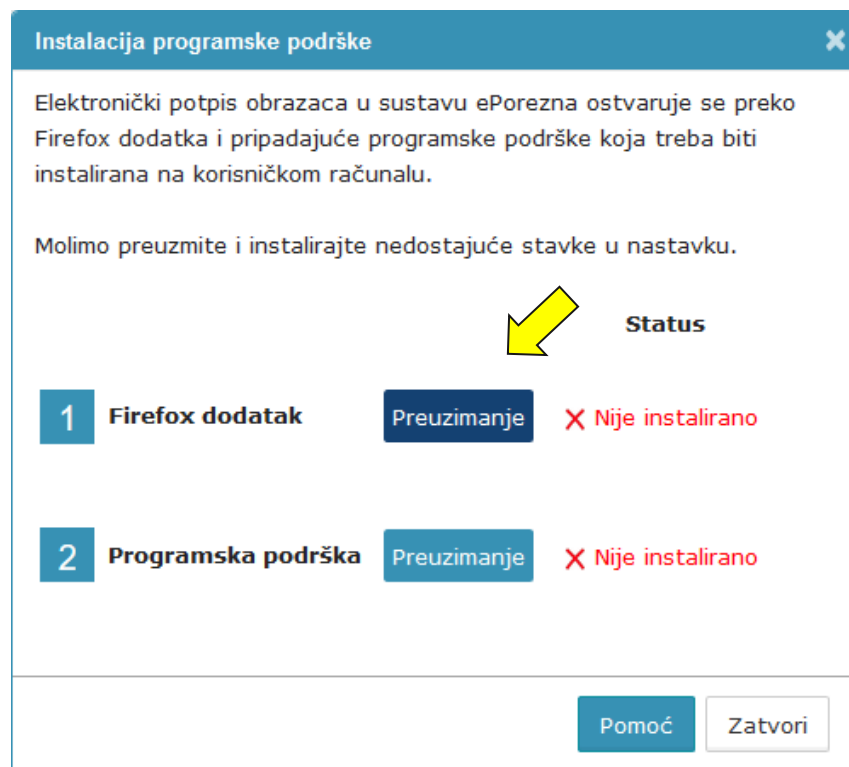 Instalacija programske podrške
Elektronički potpis obrazaca u sustavu ePorezna ostvaruje se preko
Firefox dodatka i pripadajuće programske podrške koja treba biti
instalirana na korisničkom računalu.
Molimo preuzmite i instalirajte nedostajuće stavke u nastavku.
Status
1 Firefox dodatak Preuzimanje Nije instalirano
2 Programska podrška Preuzimanje Nije instalirano
Pomoć Zatvori